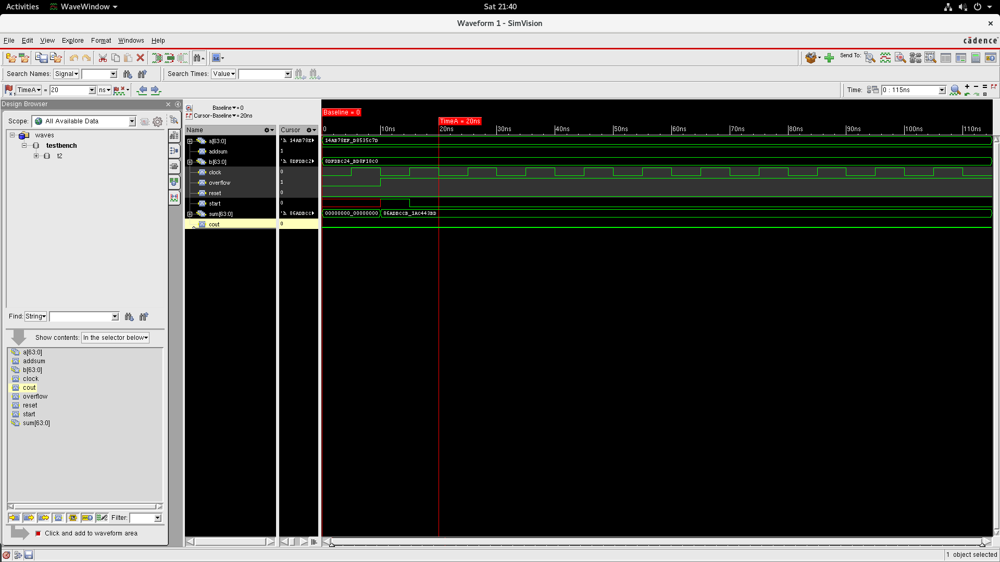 Activities WaveWindow Sat 21:40
Waveform 1 - SimVision
File Edit View Explore Format Windows Help cādence
Send To:
Search Names: Signal Search Times: Value
TimeA = 20 ns Time: 0 : 115ns
Design Browser
Scope: All Available Data
waves
testbench
t2
Find: String
Show contents: In the selector below
a[63:0]
addsum
b[63:0]
clock
cout
overflow
reset
start
sum[63:0]
Filter:
Click and add to waveform area
Baseline = 0
Cursor-Baseline = 20ns
Name Cursor
a[63:0] 'h 14AB78E
addsum 1
b[63:0] 'h 8DFDBC2
clock 0
overflow 1
reset 0
start 0
sum[63:0] 'h 86ADBCC
cout 0
Baseline = 0
TimeA = 20ns
0 10ns 20ns 30ns 40ns 50ns 60ns 70ns 80ns 90ns 100ns 110ns
14AB78EF_D8535C7D
8DFDBC24_BD8F18C0
00000000_00000000 86ADBCCB_1AC443BD
1 object selected